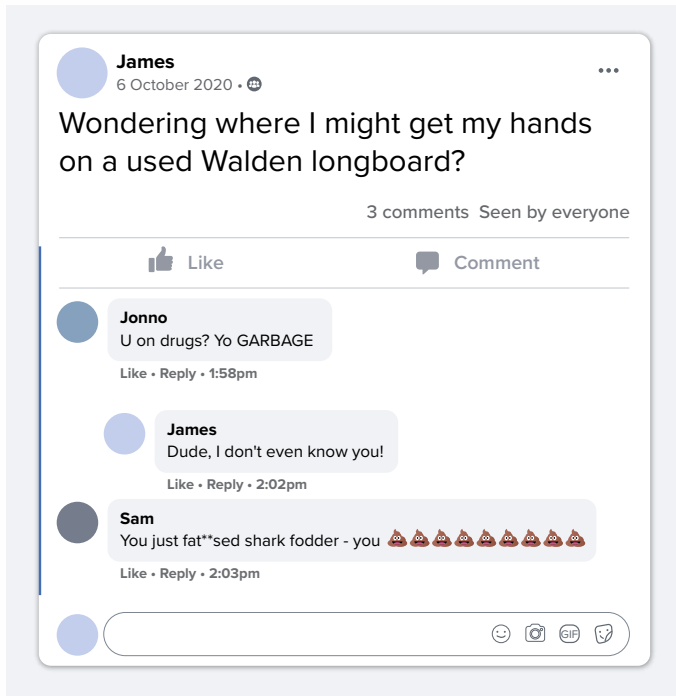 James
6 October 2020 •
Wondering where I might get my hands
on a used Walden longboard?
3 comments Seen by everyone
Like Comment
Jonno
U on drugs? Yo GARBAGE
Like • Reply • 1:58pm
James
Dude, I don't even know you!
Like • Reply • 2:02pm
Sam
You just fat**sed shark fodder - you 💩💩💩💩💩💩💩💩💩
Like • Reply • 2:03pm
GIF